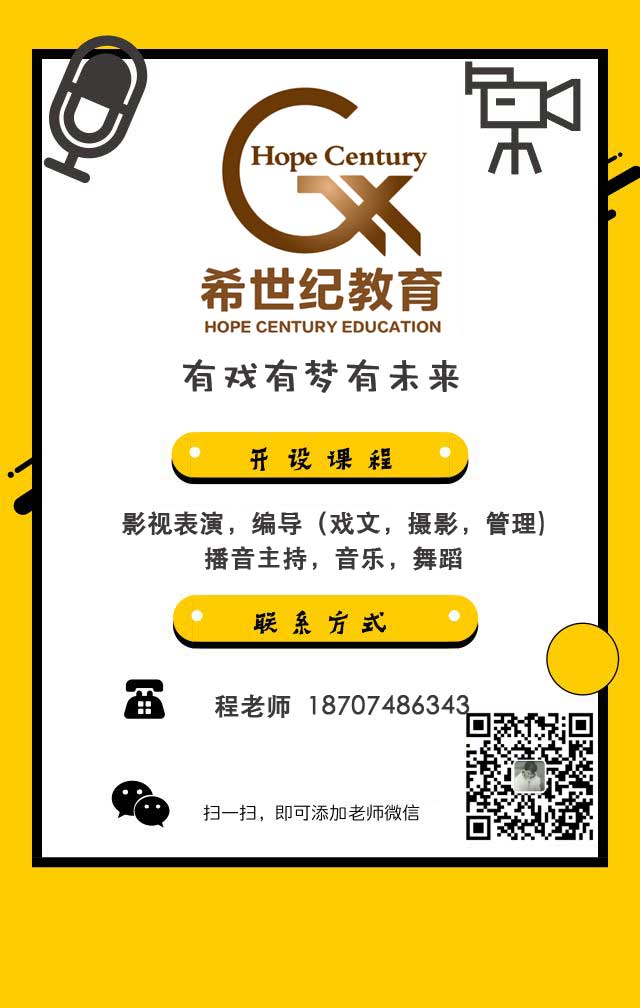 Hope Century
希世纪教育
HOPE CENTURY EDUCATION
有戏有梦有未来
开设课程
影视表演，编导（戏文，摄影，管理）
播音主持，音乐，舞蹈
联系方式
程老师 18707486343
扫一扫，即可添加老师微信